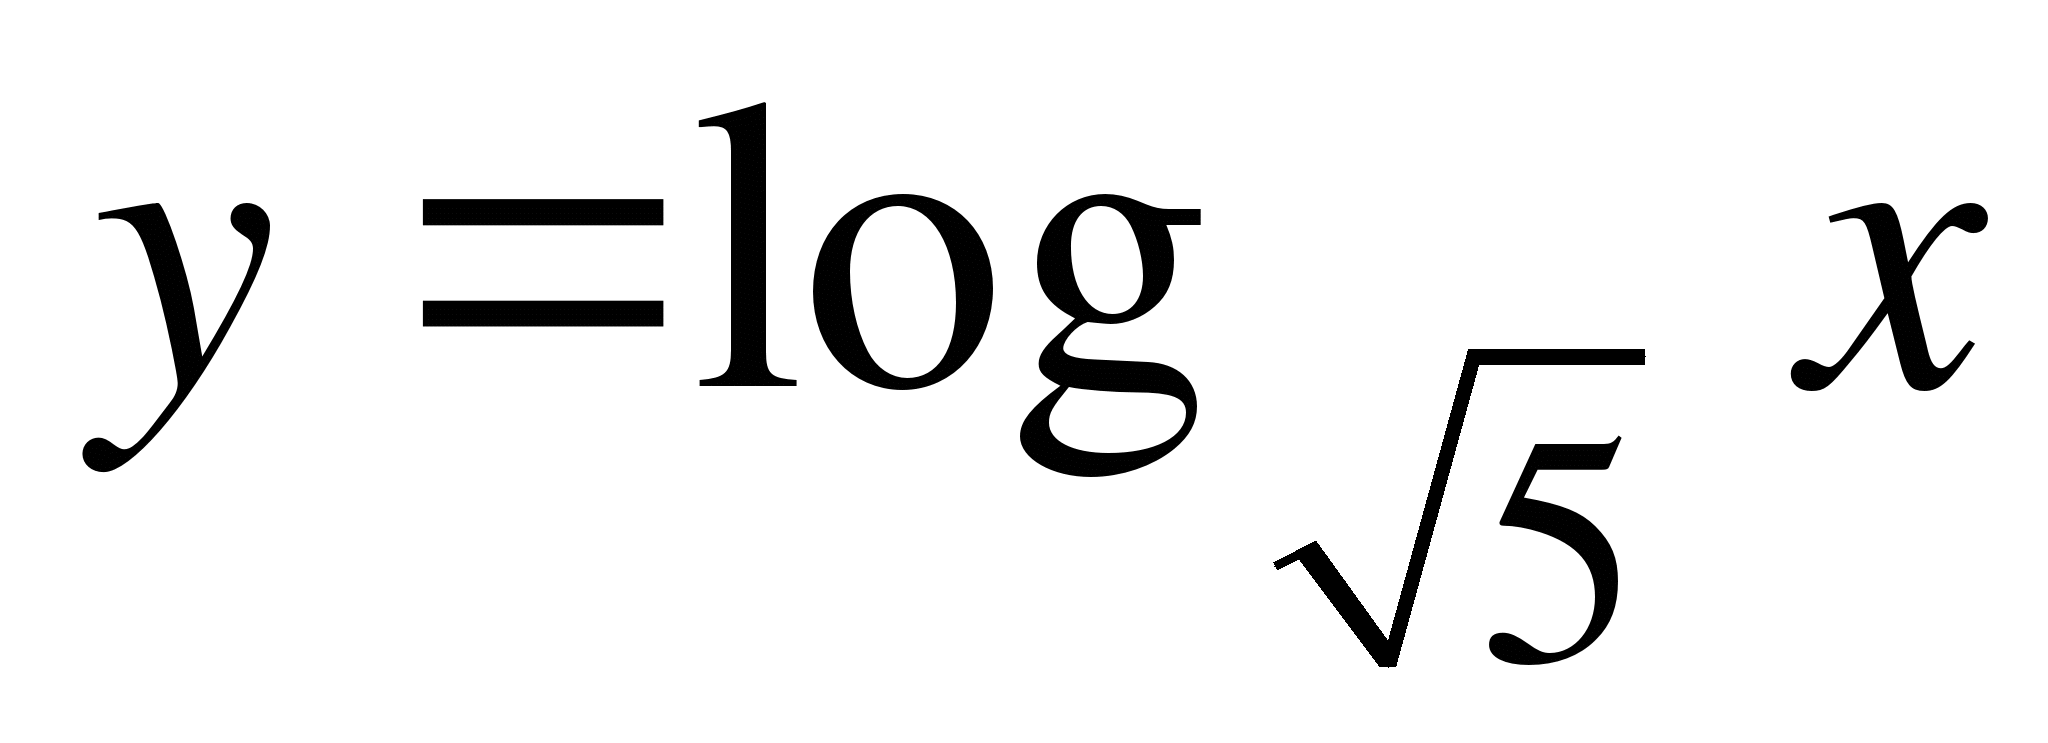 y = log√5 x